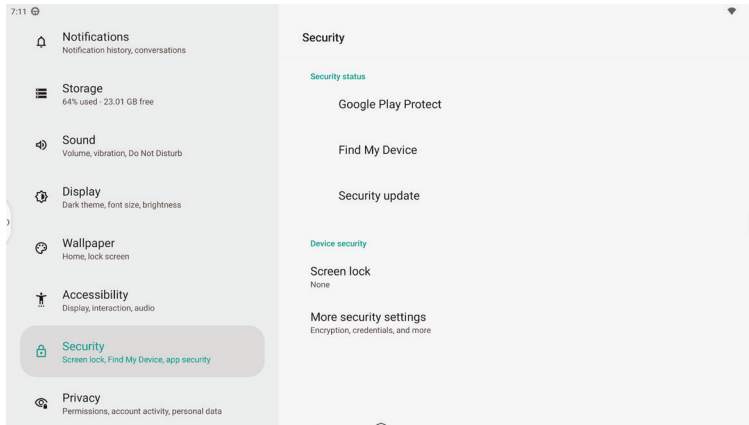 7:11
Notifications
Notification history, conversations
Storage
64% used - 23.01 GB free
Sound
Volume, vibration, Do Not Disturb
Display
Dark theme, font size, brightness
Wallpaper
Home, lock screen
Accessibility
Display, interaction, audio
Security
Screen lock, Find My Device, app security
Privacy
Permissions, account activity, personal data
Security
Security status
Google Play Protect
Find My Device
Security update
Device security
Screen lock
None
More security settings
Encryption, credentials, and more